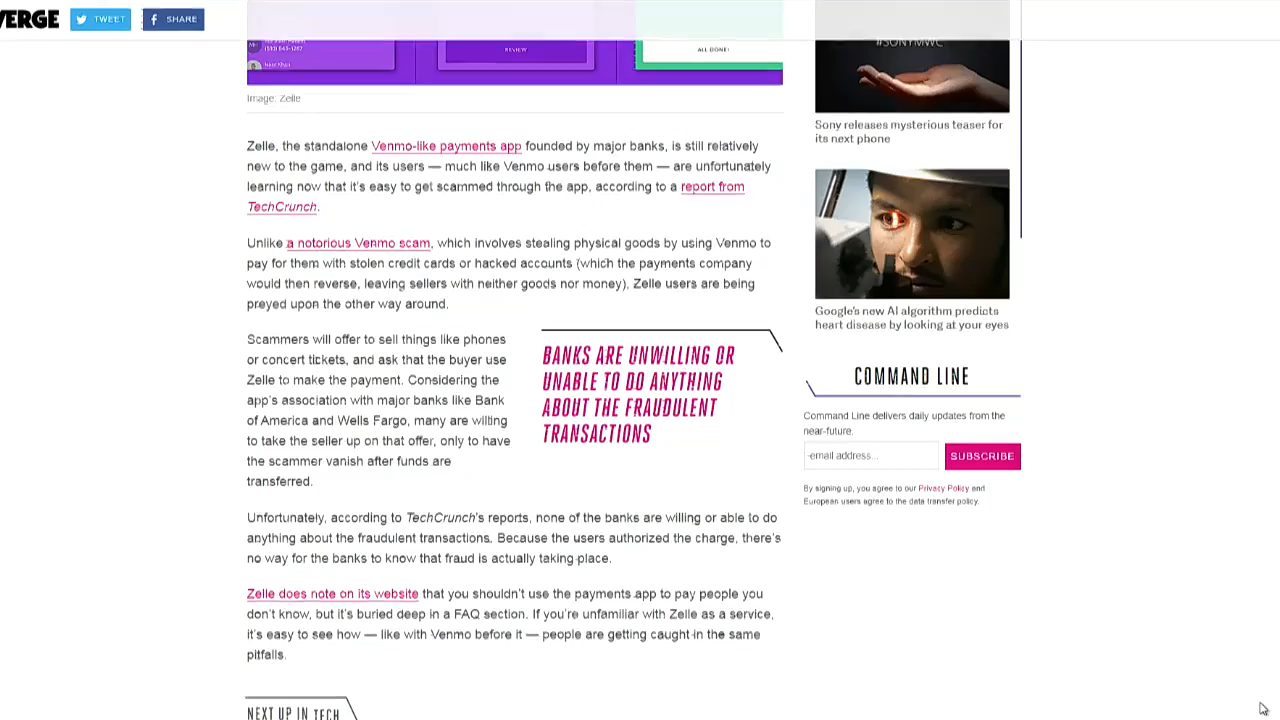 VERGE
TWEET
SHARE
REVIEW
ALL DONE!
Image: Zelle
Zelle, the standalone Venmo-like payments app founded by major banks, is still relatively
new to the game, and its users — much like Venmo users before them — are unfortunately
learning now that it's easy to get scammed through the app, according to a report from
TechCrunch.
Unlike a notorious Venmo scam, which involves stealing physical goods by using Venmo to
pay for them with stolen credit cards or hacked accounts (which the payments company
would then reverse, leaving sellers with neither goods nor money), Zelle users are being
preyed upon the other way around.
Scammers will offer to sell things like phones
or concert tickets, and ask that the buyer use
Zelle to make the payment. Considering the
app's association with major banks like Bank
of America and Wells Fargo, many are willing
to take the seller up on that offer, only to have
the scammer vanish after funds are
transferred.
BANKS ARE UNWILLING OR
UNABLE TO DO ANYTHING
ABOUT THE FRAUDULENT
TRANSACTIONS
Unfortunately, according to TechCrunch's reports, none of the banks are willing or able to do
anything about the fraudulent transactions. Because the users authorized the charge, there's
no way for the banks to know that fraud is actually taking place.
Zelle does note on its website that you shouldn't use the payments app to pay people you
don't know, but it's buried deep in a FAQ section. If you're unfamiliar with Zelle as a service,
it's easy to see how — like with Venmo before it — people are getting caught in the same
pitfalls.
NEXT UP IN TECH
#SONYMWC
Sony releases mysterious teaser for
its next phone
Google's new AI algorithm predicts
heart disease by looking at your eyes
COMMAND LINE
Command Line delivers daily updates from the
near-future.
email address...
SUBSCRIBE
By signing up, you agree to our Privacy Policy and
European users agree to the data transfer policy.